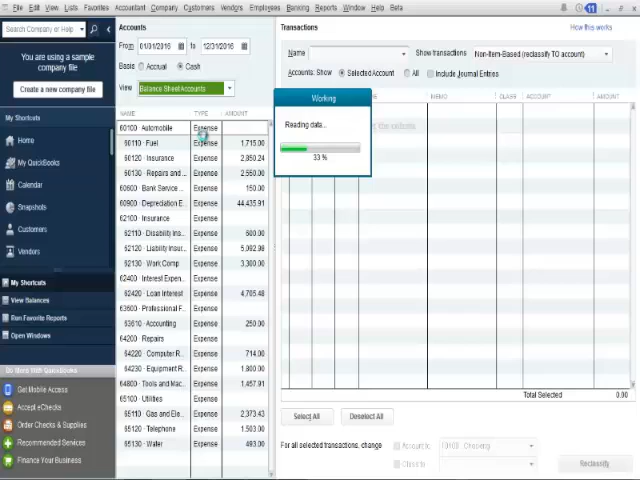 File Edit View Lists Favorites Accountant Company Customers Vendors Employees Banking Reports Window Help Beta
11
Search Company or Help
You are using a sample
company file
Create a new company file
My Shortcuts
Home
My QuickBooks
Calendar
Snapshots
Customers
Vendors
My Shortcuts
View Balances
Run Favorite Reports
Open Windows
Do More With QuickBooks
Get Mobile Access
Accept eChecks
Order Checks & Supplies
Recommended Services
Finance Your Business
Accounts
From 01/01/2016 to 12/31/2016
Basis Accrual Cash
View Balance Sheet Accounts
NAME TYPE AMOUNT
60100 Automobile Expense
60110 · Fuel Expense 1,715.00
60120 · Insurance Expense 2,850.24
60130 · Repairs and ... Expense
60600 · Bank Service ... Expense 150.00
60900 · Depreciation E... Expense 44,435.91
62100 · Insurance Expense
62110 · Disability Ins... Expense 600.00
62120 · Liability Insur... Expense
62130 · Work Comp Expense 3,300.00
62400 · Interest Expen... Expense
62420 · Loan Interest Expense 4,705.48
63600 · Professional F... Expense
63610 · Accounting Expense 250.00
64200 · Repairs Expense
64220 · Computer R... Expense 714.00
64230 · Equipment R... Expense 1,800.00
64800 · Tools and Mac... Expense 1,457.91
65100 · Utilities Expense
65110 · Gas and Ele... Expense 2,373.43
65120 · Telephone Expense 1,503.00
65130 · Water Expense 493.00
Transactions
How this works
Name Show transactions Non-Item-Based (reclassify TO account)
Accounts: Show Selected Account All Include Journal Entries
MEMO CLASS ACCOUNT AMOUNT
Working
Reading data...
33 %
Total Selected 0.00
Select All Deselect All
For all selected transactions, change Account to: 10100 · Checking
Class to:
Reclassify